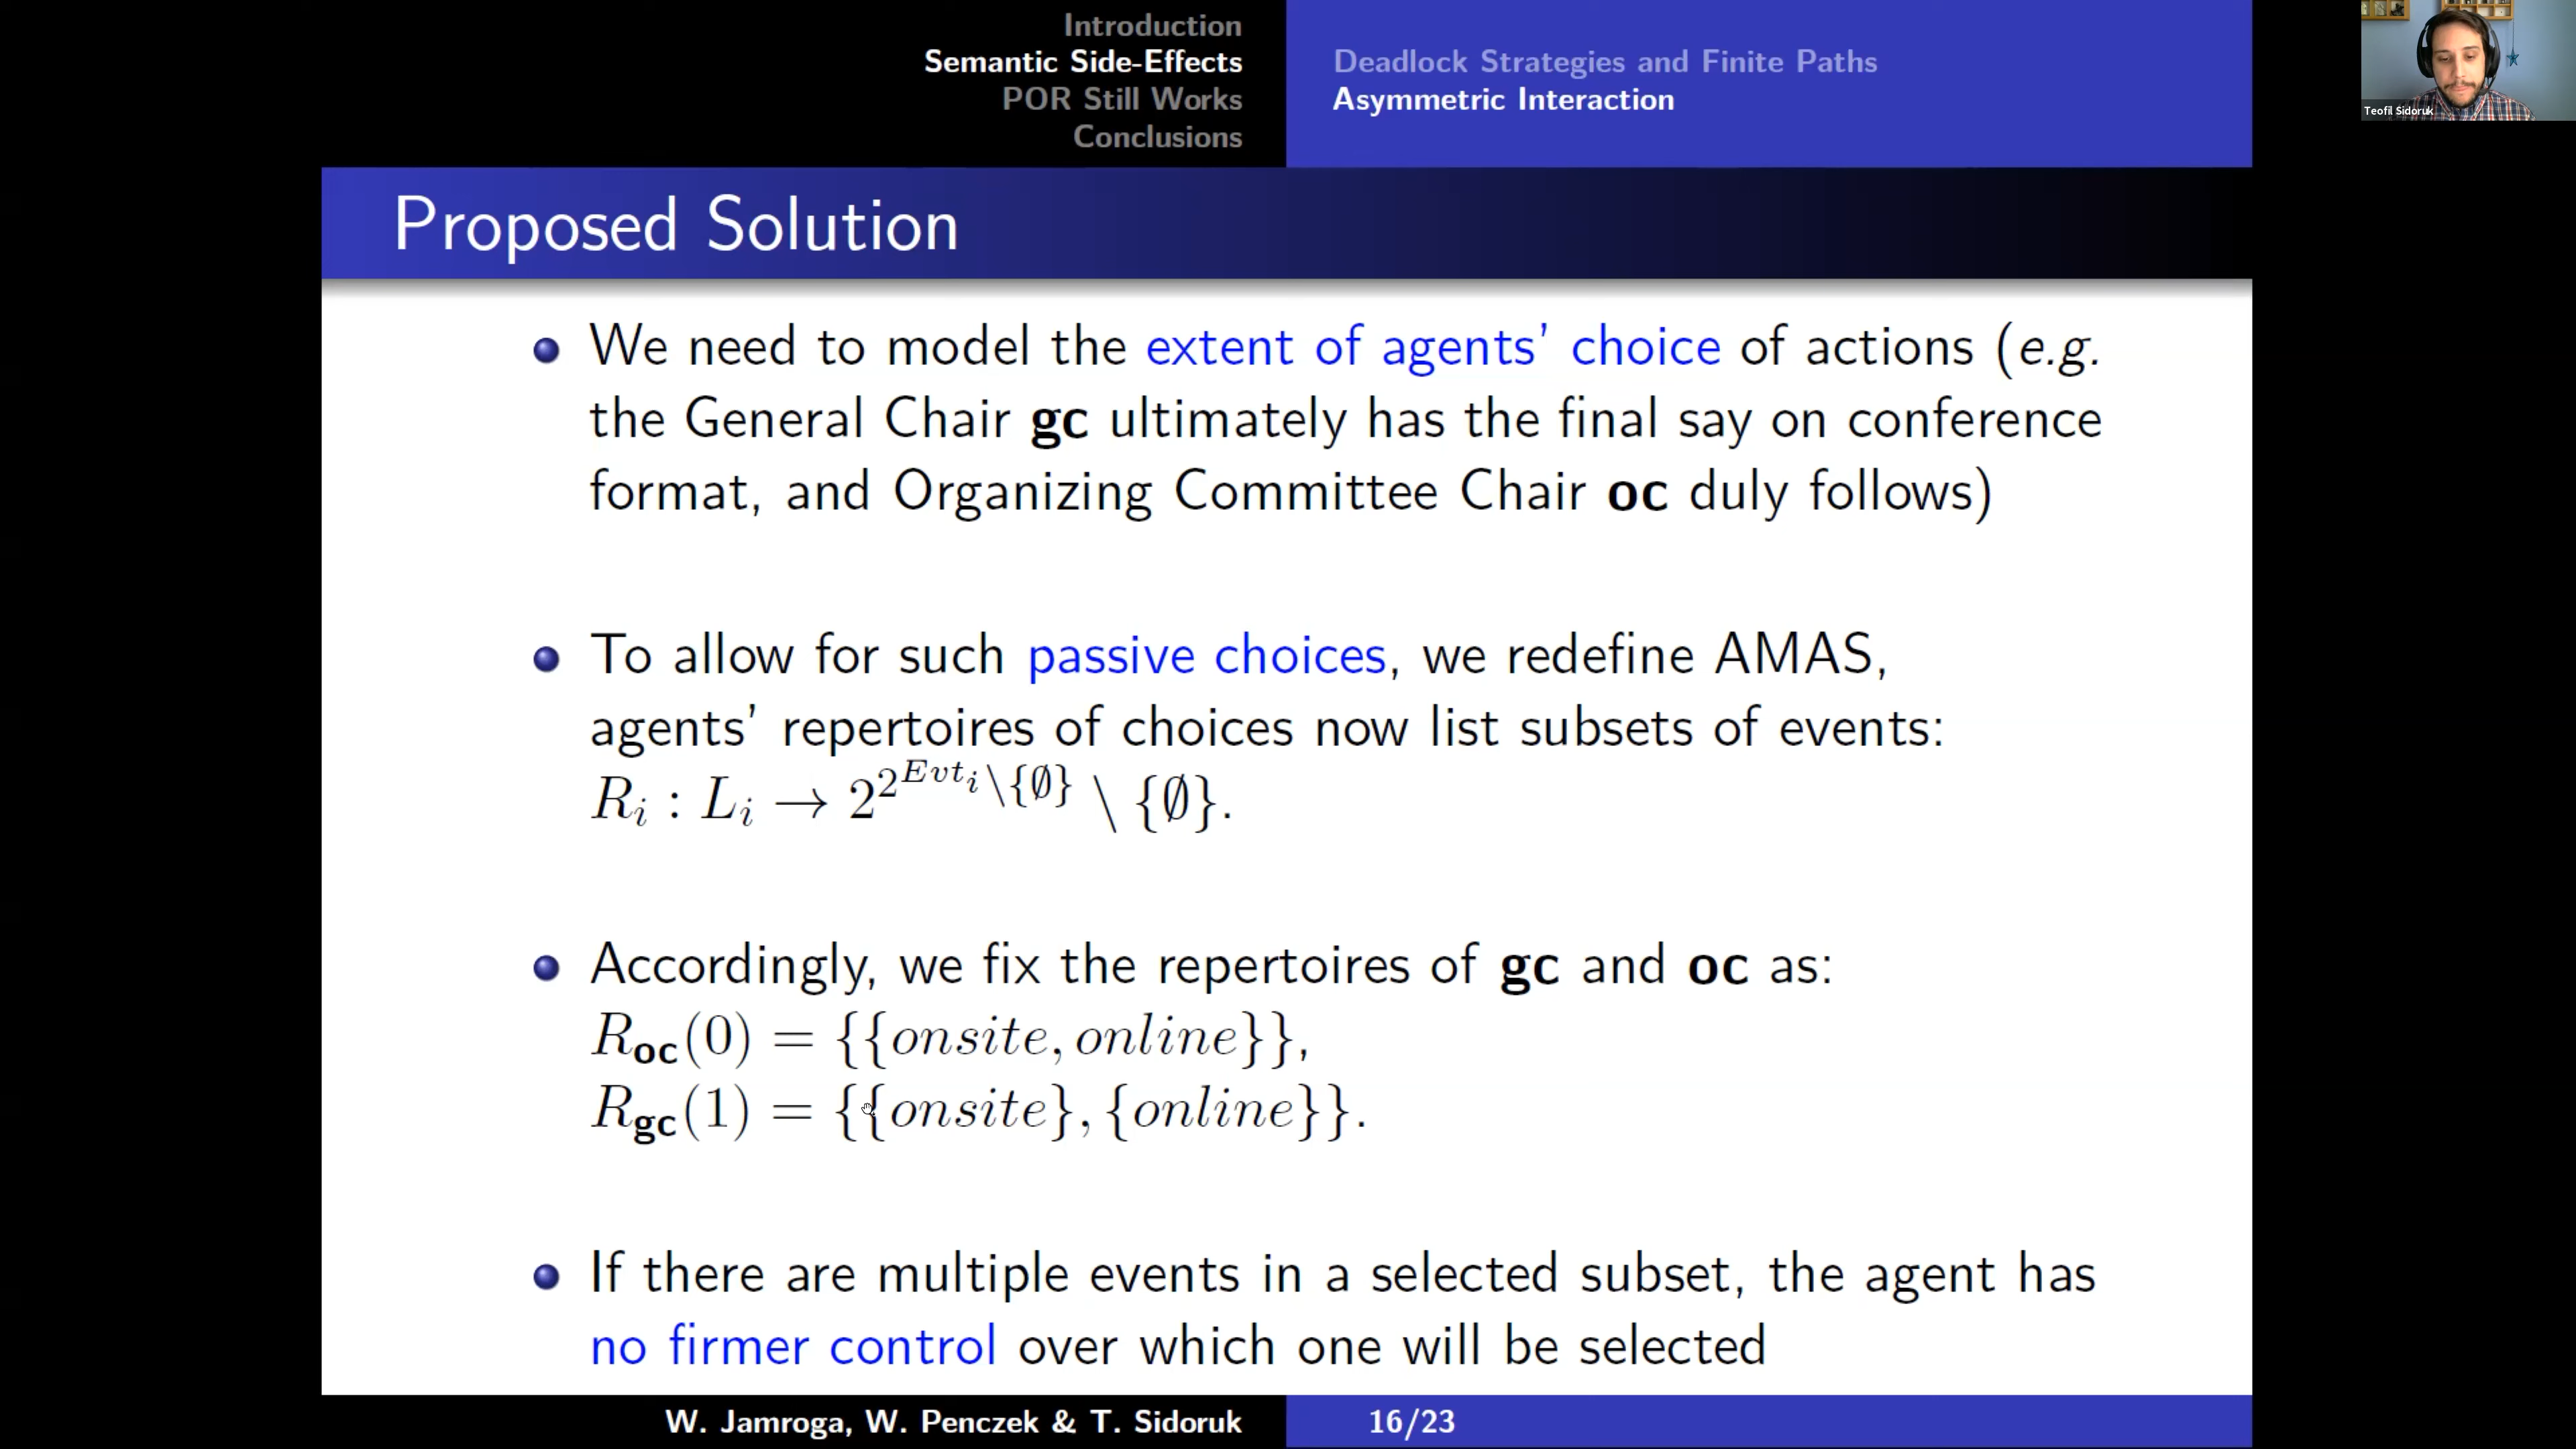 Introduction
Semantic Side-Effects
POR Still Works
Conclusions
Deadlock Strategies and Finite Paths
Asymmetric Interaction
Teofil Sidoruk
Proposed Solution
We need to model the extent of agents’ choice of actions (e.g.
the General Chair gc ultimately has the final say on conference
format, and Organizing Committee Chair oc duly follows)
To allow for such passive choices, we redefine AMAS,
agents’ repertoires of choices now list subsets of events:
R_i : L_i → 2^{2^{Evt_i} \ {∅}} \ {∅}.
Accordingly, we fix the repertoires of gc and oc as:
R_oc(0) = {{onsite, online}},
R_gc(1) = {{onsite}, {online}}.
If there are multiple events in a selected subset, the agent has
no firmer control over which one will be selected
W. Jamroga, W. Penczek & T. Sidoruk
16/23